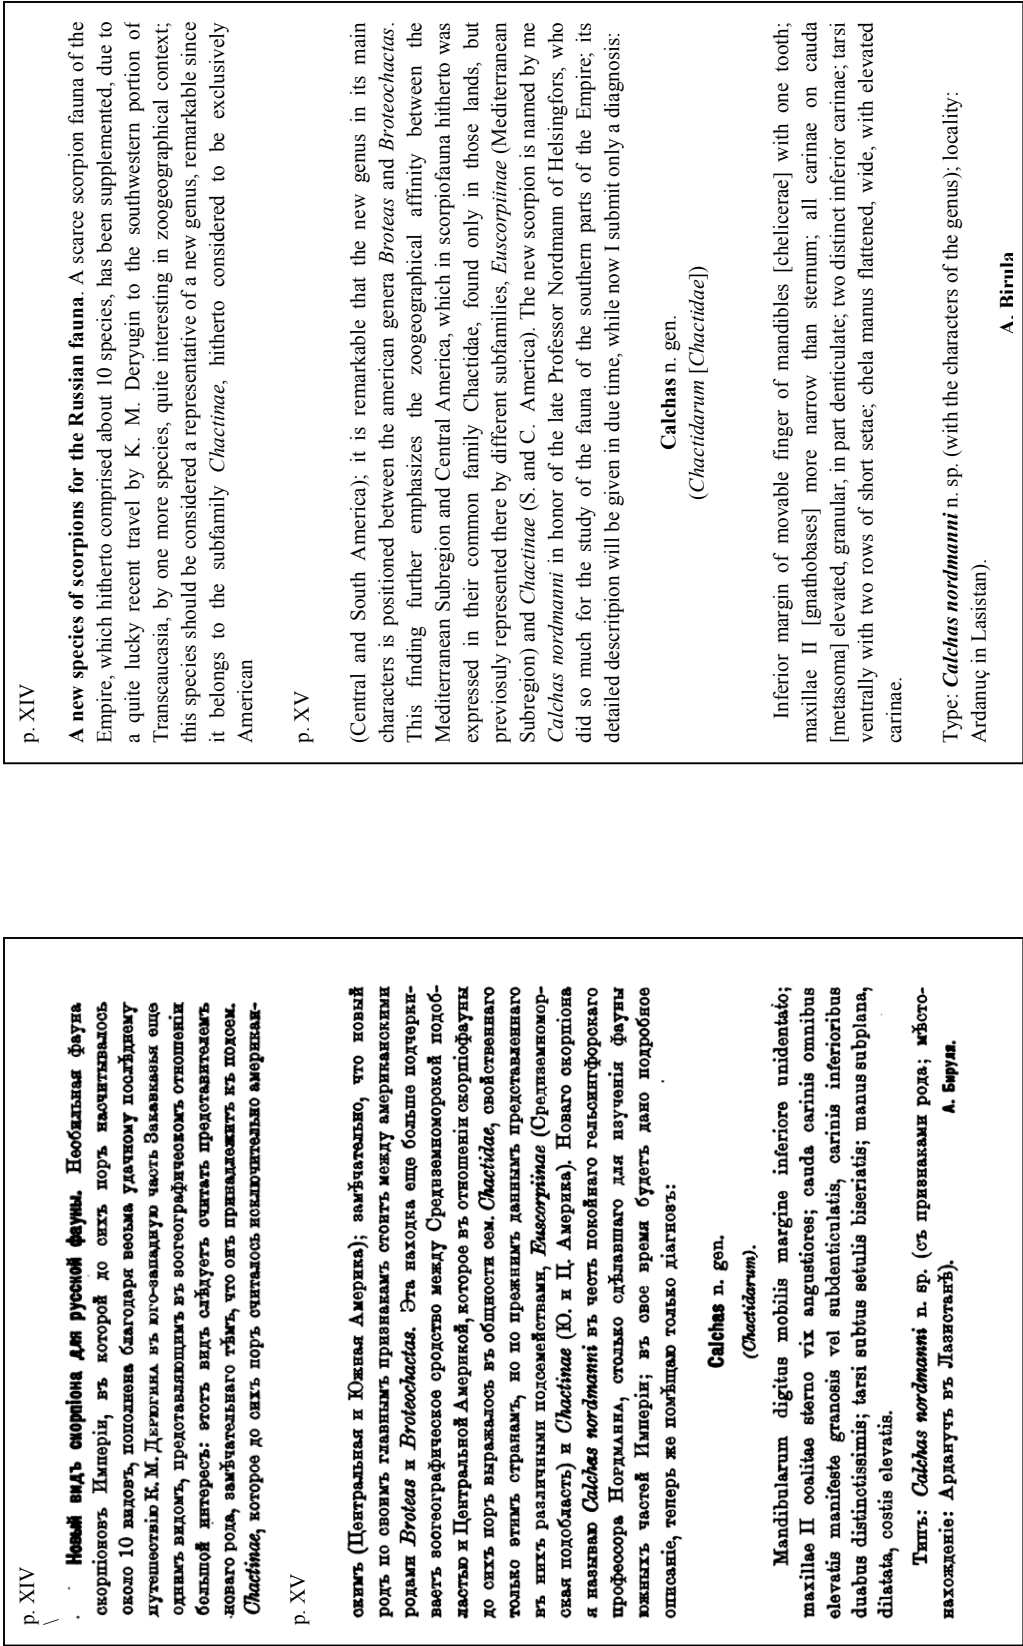 p. XIV
Новый видъ скорпіона для русской фауны. Необильная фауна
скорпіоновъ Имперіи, въ которой до сихъ поръ насчитывалось
около 10 видовъ, пополнена благодаря весьма удачному послѣднему
путешествію К. М. Дерюгина въ юго-западную часть Закавказья еще
однимъ видомъ, представляющимъ въ зоогеографическомъ отношеніи
большой интересъ: этотъ видъ слѣдуетъ считать представителемъ
новаго рода, замѣчательнаго тѣмъ, что онъ принадлежитъ къ подсем.
Chactinae, которое до сихъ поръ считалось исключительно американ-
p. XV
скимъ (Центральная и Южная Америка); замѣчательно, что новый
родъ по своимъ главнымъ признакамъ стоитъ между американскими
родами Broteas и Broteochactas. Эта находка еще больше подчерки-
ваетъ зоогеографическое сродство между Средиземноморской подоб-
ластью и Центральной Америкой, которое въ отношеніи скорпіофауны
до сихъ поръ выражалось въ общности сем. Chactidae, свойственнаго
только этимъ странамъ, но по прежнимъ даннымъ представленнаго
въ нихъ различными подсемействами, Euscorpiinae (Средиземномор-
ская подобласть) и Chactinae (Ю. и Ц. Америка). Новаго скорпіона
я называю Calchas nordmanni въ честь покойнаго гельсингфорскаго
профессора Нордманна, столько сдѣлавшаго для изученія фауны
южныхъ частей Имперіи; въ свое время будетъ дано подробное
описаніе, теперь же помѣщаю только діагнозъ:
Calchas n. gen.
(Chactidarum).
Mandibularum digitus mobilis margine inferiore unidentato;
maxillae II coalitae sterno vix angustiores; cauda carinis omnibus
elevatis manifeste granosis vel subdenticulatis, carinis inferioribus
duabus distinctissimis; tarsi subtus setulis biseriatis; manus subplana,
dilatata, costis elevatis.
Типъ: Calchas nordmanni n. sp. (съ признаками рода; мѣсто-
нахожденіе: Арданучъ въ Лазистанѣ).
А. Бируля.
p. XIV
A new species of scorpions for the Russian fauna. A scarce scorpion fauna of the
Empire, which hitherto comprised about 10 species, has been supplemented, due to
a quite lucky recent travel by K. M. Deryugin to the southwestern portion of
Transcaucasia, by one more species, quite interesting in zoogeographical context;
this species should be considered a representative of a new genus, remarkable since
it belongs to the subfamily Chactinae, hitherto considered to be exclusively
American
p. XV
(Central and South America); it is remarkable that the new genus in its main
characters is positioned between the american genera Broteas and Broteochactas.
This finding further emphasizes the zoogeographical affinity between the
Mediterranean Subregion and Central America, which in scorpiofauna hitherto was
expressed in their common family Chactidae, found only in those lands, but
previosuly represented there by different subfamilies, Euscorpiinae (Mediterranean
Subregion) and Chactinae (S. and C. America). The new scorpion is named by me
Calchas nordmanni in honor of the late Professor Nordmann of Helsingfors, who
did so much for the study of the fauna of the southern parts of the Empire; its
detailed descripion will be given in due time, while now I submit only a diagnosis:
Calchas n. gen.
(Chactidarum [Chactidae])
Inferior margin of movable finger of mandibles [chelicerae] with one tooth;
maxillae II [gnathobases] more narrow than sternum; all carinae on cauda
[metasoma] elevated, granular, in part denticulate; two distinct inferior carinae; tarsi
ventrally with two rows of short setae; chela manus flattened, wide, with elevated
carinae.
Type: Calchas nordmanni n. sp. (with the characters of the genus); locality:
Ardanuç in Lasistan).
A. Birula